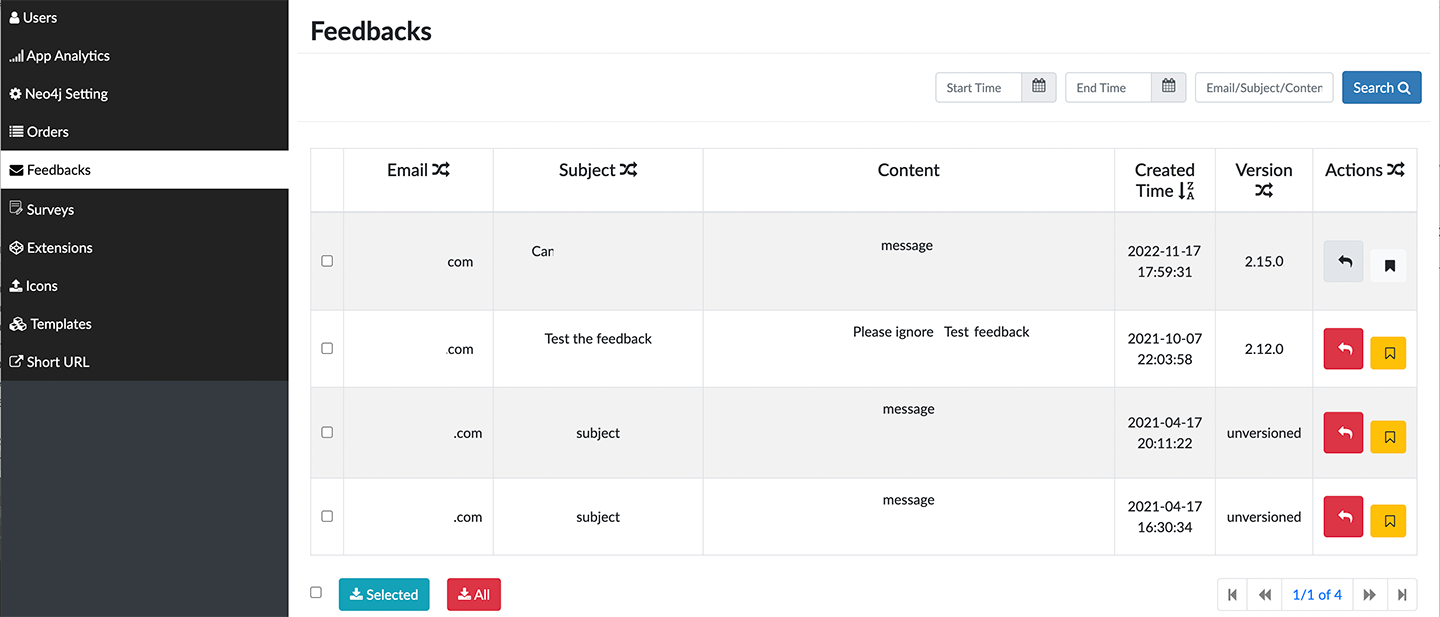 Users
App Analytics
Neo4j Setting
Orders
Feedbacks
Surveys
Extensions
Icons
Templates
Short URL
Feedbacks
Start Time
End Time
Email/Subject/Conten
Search
Email Subject Content Created Time Version Actions
com Can message 2022-11-17 17:59:31 2.15.0
.com Test the feedback Please ignore Test feedback 2021-10-07 22:03:58 2.12.0
.com subject message 2021-04-17 20:11:22 unversioned
.com subject message 2021-04-17 16:30:34 unversioned
Selected All 1/1 of 4